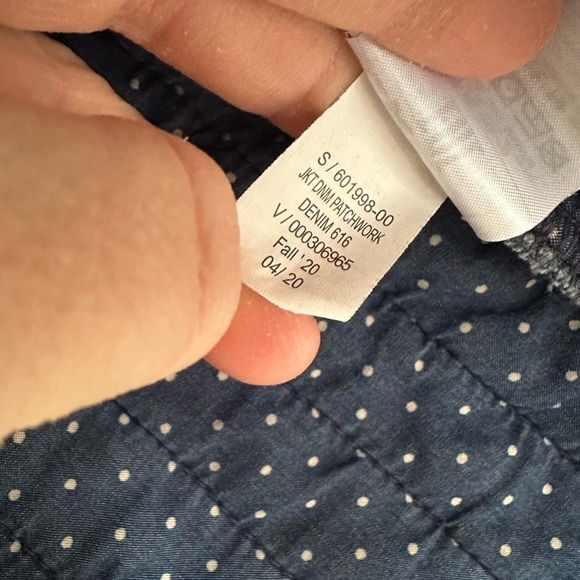 S / 601998-00
JKT.DNM PATCHWORK
DENIM 616
V / 000306965
Fall '20
04/ 20